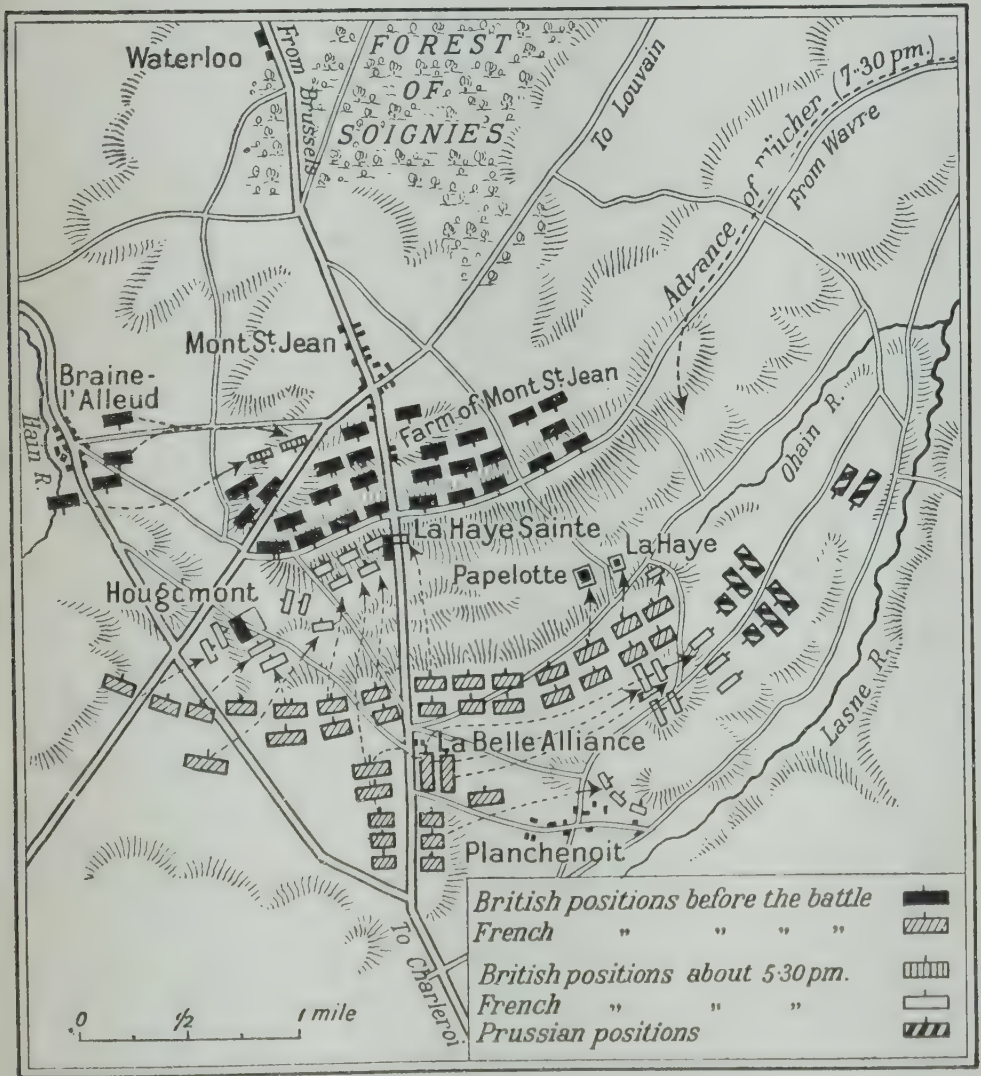 Waterloo
From Brussels
FOREST
OF
SOIGNIES
To Louvain
Advance of
(7·30 pm.)
From Wavre
Mont St. Jean
Braine-
l'Alleud
Hain R.
Farm of Mont St. Jean
Ohain R.
La Haye Sainte
La Haye
Papelotte
Hougomont
Lasne R.
La Belle Alliance
Planchenoit
To Charleroi
0 1/2 1 mile
British positions before the battle
French " " " "
British positions about 5·30 pm.
French " " "
Prussian positions